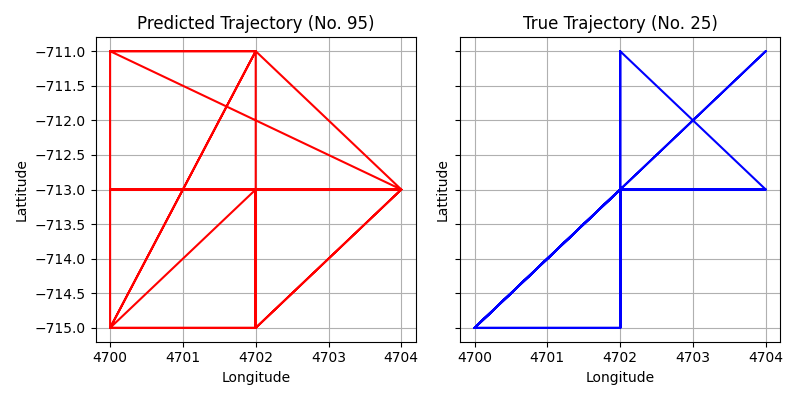 Predicted Trajectory (No. 95)
True Trajectory (No. 25)
−711.0
−711.5
−712.0
−712.5
−713.0
−713.5
−714.0
−714.5
−715.0
Lattitude
Lattitude
4700 4701 4702 4703 4704
4700 4701 4702 4703 4704
Longitude
Longitude